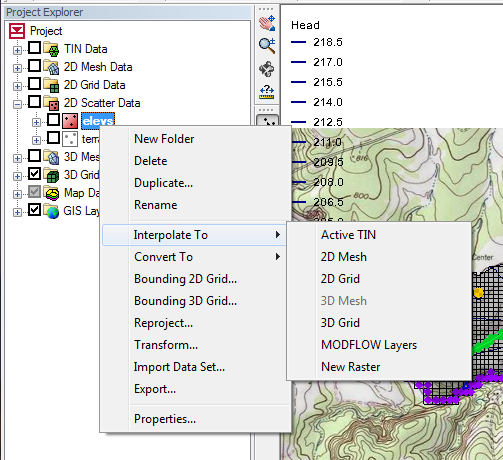 Project Explorer
Project
TIN Data
2D Mesh Data
2D Grid Data
2D Scatter Data
elevs
terra
3D Mes
3D Grid
Map Da
GIS Lay
New Folder
Delete
Duplicate...
Rename
Interpolate To
Convert To
Bounding 2D Grid...
Bounding 3D Grid...
Reproject...
Transform...
Import Data Set...
Export...
Properties...
Active TIN
2D Mesh
2D Grid
3D Mesh
3D Grid
MODFLOW Layers
New Raster
Head
218.5
217.0
215.5
214.0
212.5
211.0
209.5
208.0
206.5
816
Center